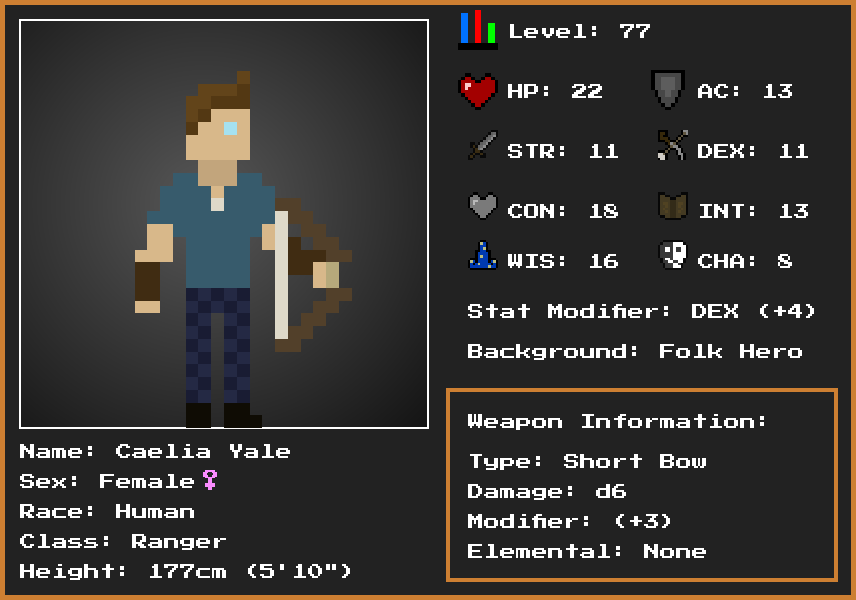 Level: 77
HP: 22
AC: 13
STR: 11
DEX: 11
CON: 18
INT: 13
WIS: 16
CHA: 8
Stat Modifier: DEX (+4)
Background: Folk Hero
Weapon Information:
Type: Short Bow
Damage: d6
Modifier: (+3)
Elemental: None
Name: Caelia Yale
Sex: Female♀
Race: Human
Class: Ranger
Height: 177cm (5'10")